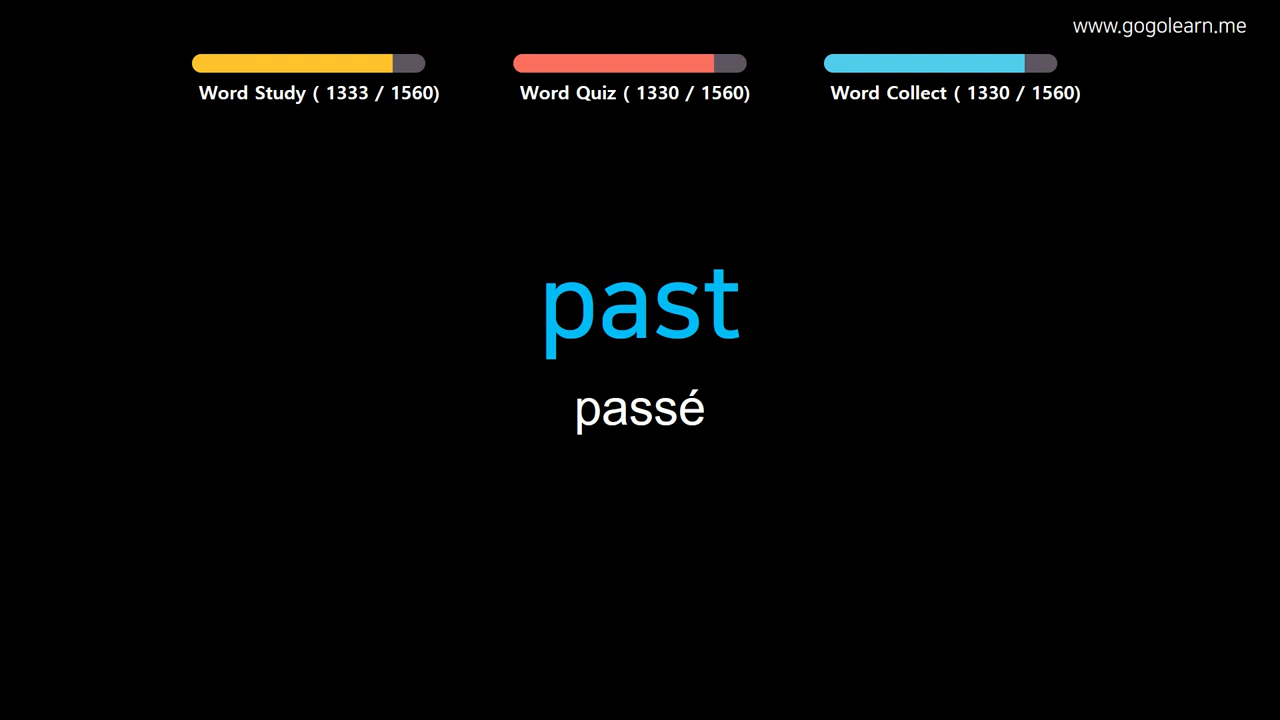 www.gogolearn.me
Word Study ( 1333 / 1560)
Word Quiz ( 1330 / 1560)
Word Collect ( 1330 / 1560)
past
passé